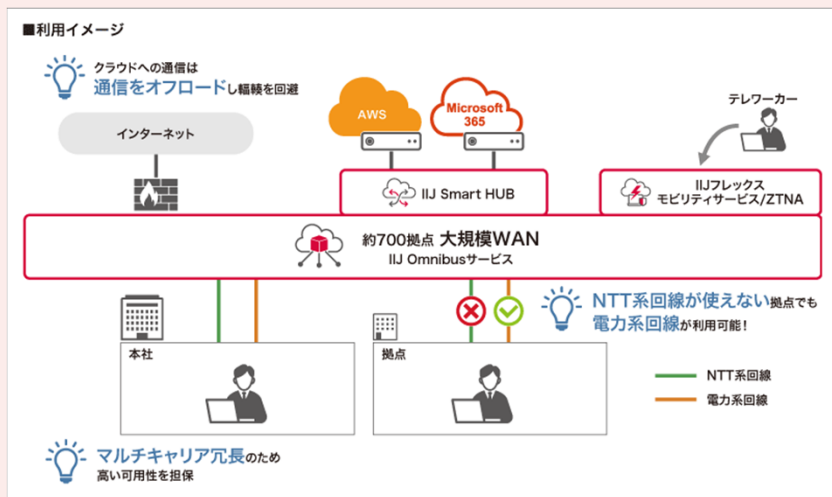 ■利用イメージ
クラウドへの通信は
通信をオフロードし輻輳を回避
インターネット
AWS
Microsoft
365
テレワーカー
IIJ Smart HUB
IIJフレックス
モビリティサービス/ZTNA
約700拠点 大規模WAN
IIJ Omnibusサービス
NTT系回線が使えない拠点でも
電力系回線が利用可能!
本社
拠点
NTT系回線
電力系回線
マルチキャリア冗長のため
高い可用性を担保